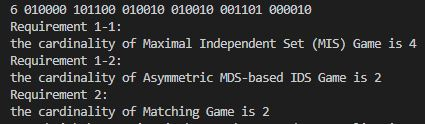 6 010000 101100 010010 010010 001101 000010
Requirement 1-1:
the cardinality of Maximal Independent Set (MIS) Game is 4
Requirement 1-2:
the cardinality of Asymmetric MDS-based IDS Game is 2
Requirement 2:
the cardinality of Matching Game is 2